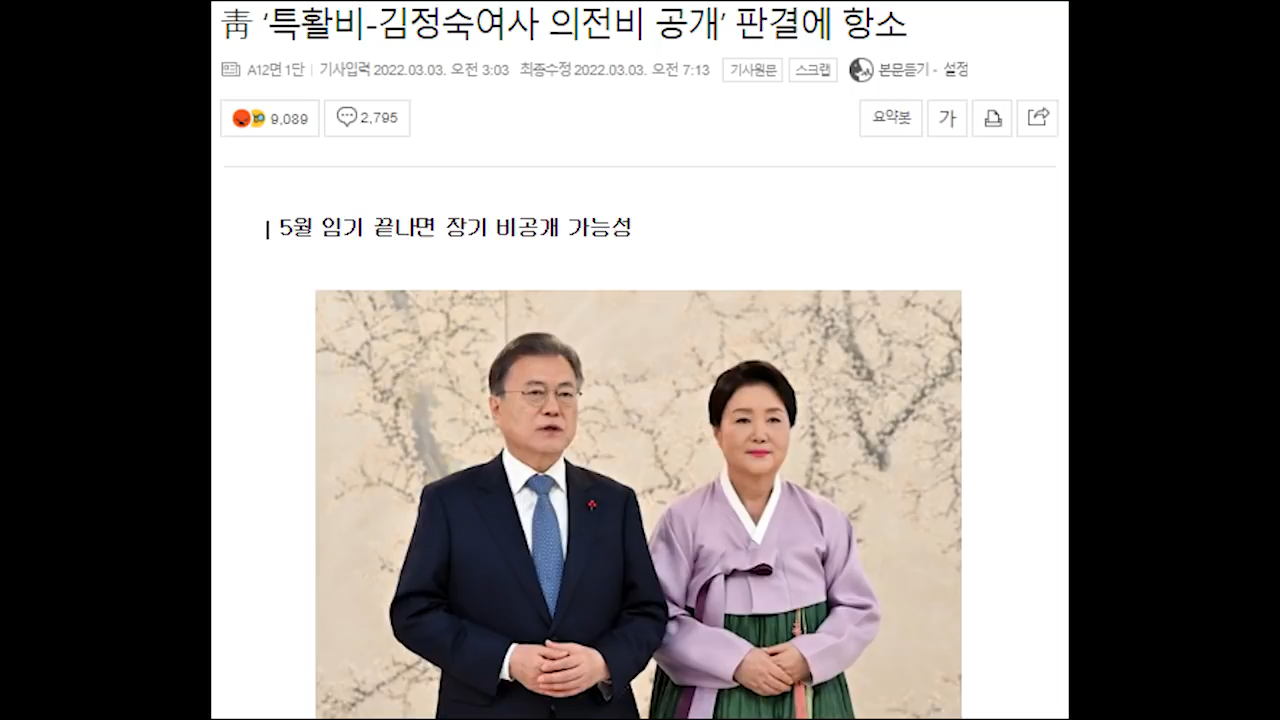 靑 ‘특활비-김정숙여사 의전비 공개’ 판결에 항소
A12면 1단 기사입력 2022.03.03. 오전 3:03 최종수정 2022.03.03. 오전 7:13 기사원문 스크랩 본문듣기 · 설정
9,089 2,795 요약봇 가
| 5월 임기 끝나면 장기 비공개 가능성